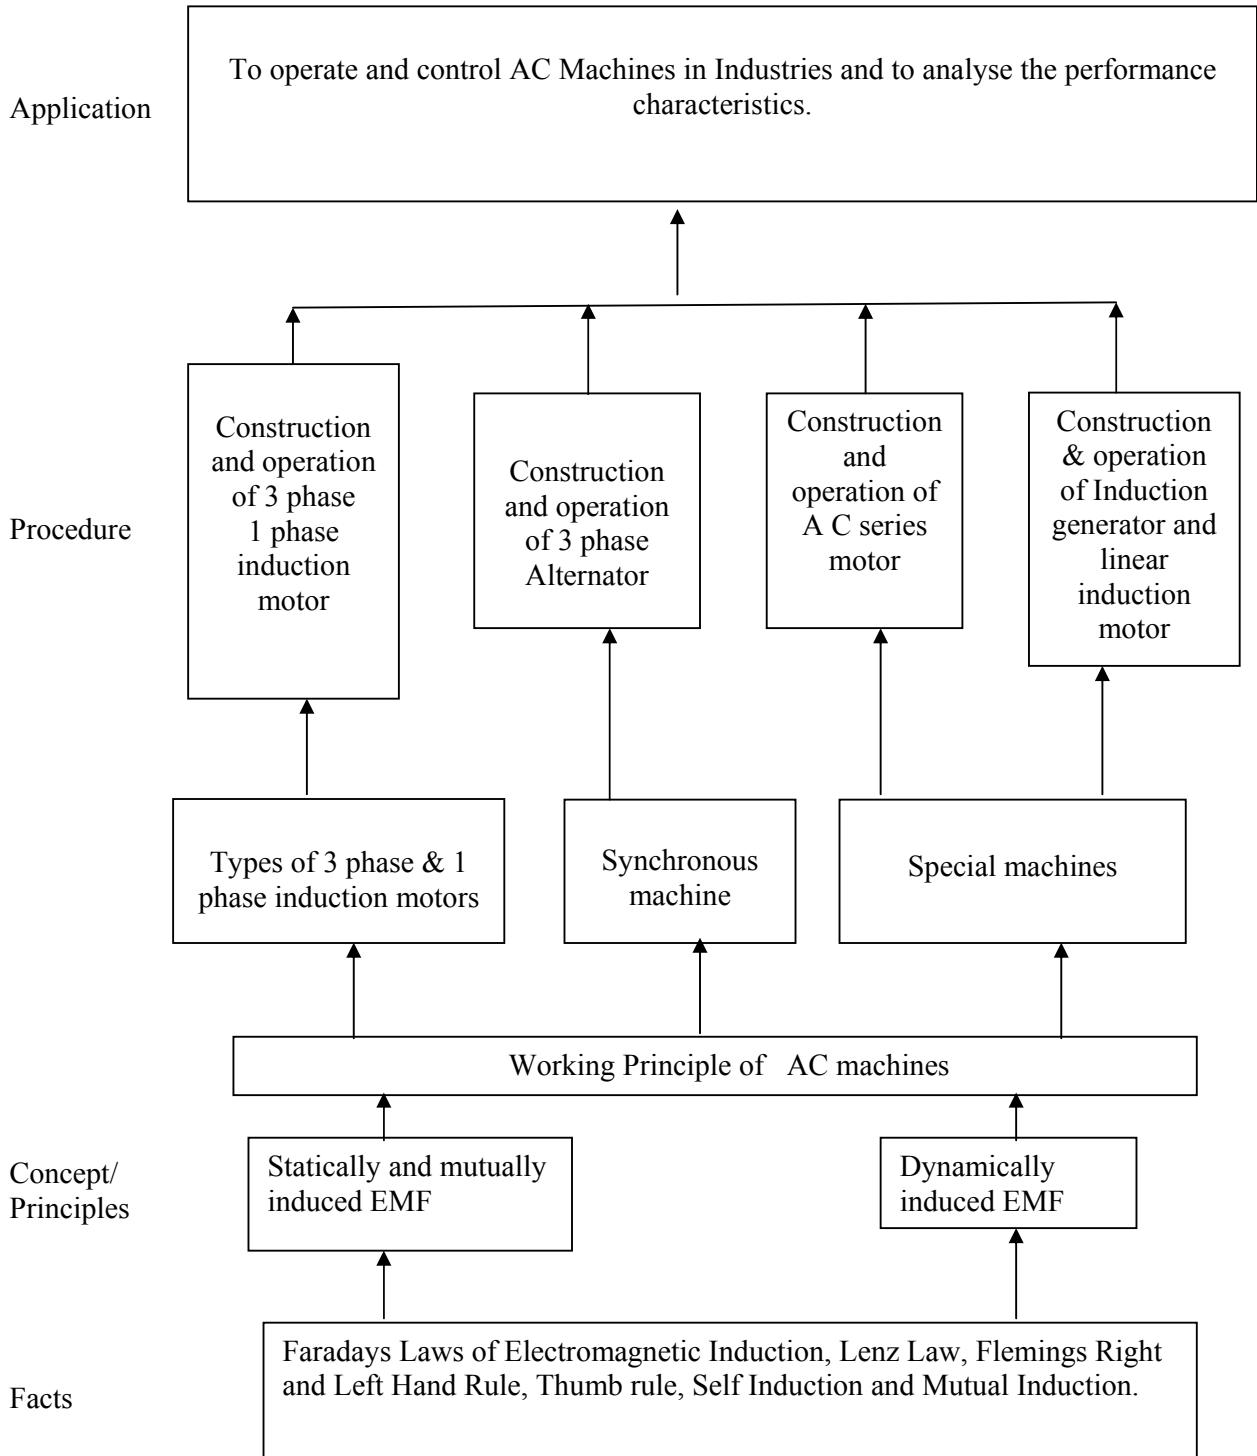 Application
To operate and control AC Machines in Industries and to analyse the performance
characteristics.
Procedure
Construction
and operation
of 3 phase
1 phase
induction
motor
Construction
and operation
of 3 phase
Alternator
Construction
and
operation of
A C series
motor
Construction
& operation
of Induction
generator and
linear
induction
motor
Types of 3 phase & 1
phase induction motors
Synchronous
machine
Special machines
Working Principle of AC machines
Concept/
Principles
Statically and mutually
induced EMF
Dynamically
induced EMF
Facts
Faradays Laws of Electromagnetic Induction, Lenz Law, Flemings Right
and Left Hand Rule, Thumb rule, Self Induction and Mutual Induction.